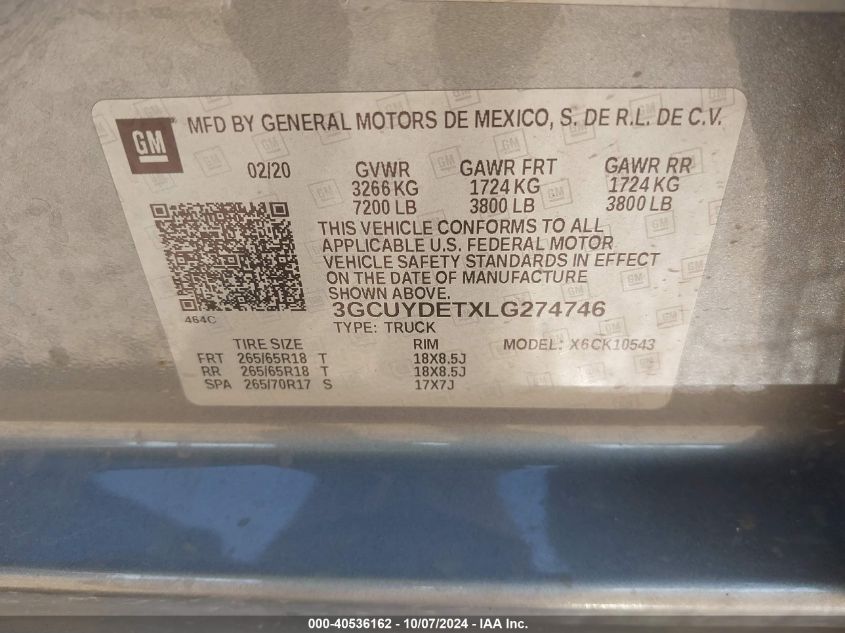 GM MFD BY GENERAL MOTORS DE MEXICO, S. DE R.L. DE C.V.
02/20 GVWR GAWR FRT GAWR RR
3266 KG 1724 KG 1724 KG
7200 LB 3800 LB 3800 LB
THIS VEHICLE CONFORMS TO ALL
APPLICABLE U.S. FEDERAL MOTOR
VEHICLE SAFETY STANDARDS IN EFFECT
ON THE DATE OF MANUFACTURE
SHOWN ABOVE.
464C
3GCUYDETXLG274746
TYPE: TRUCK
TIRE SIZE RIM MODEL: X6CK10543
FRT 265/65R18 T 18X8.5J
RR 265/65R18 T 18X8.5J
SPA 265/70R17 S 17X7J
000-40536162 - 10/07/2024 - IAA Inc.